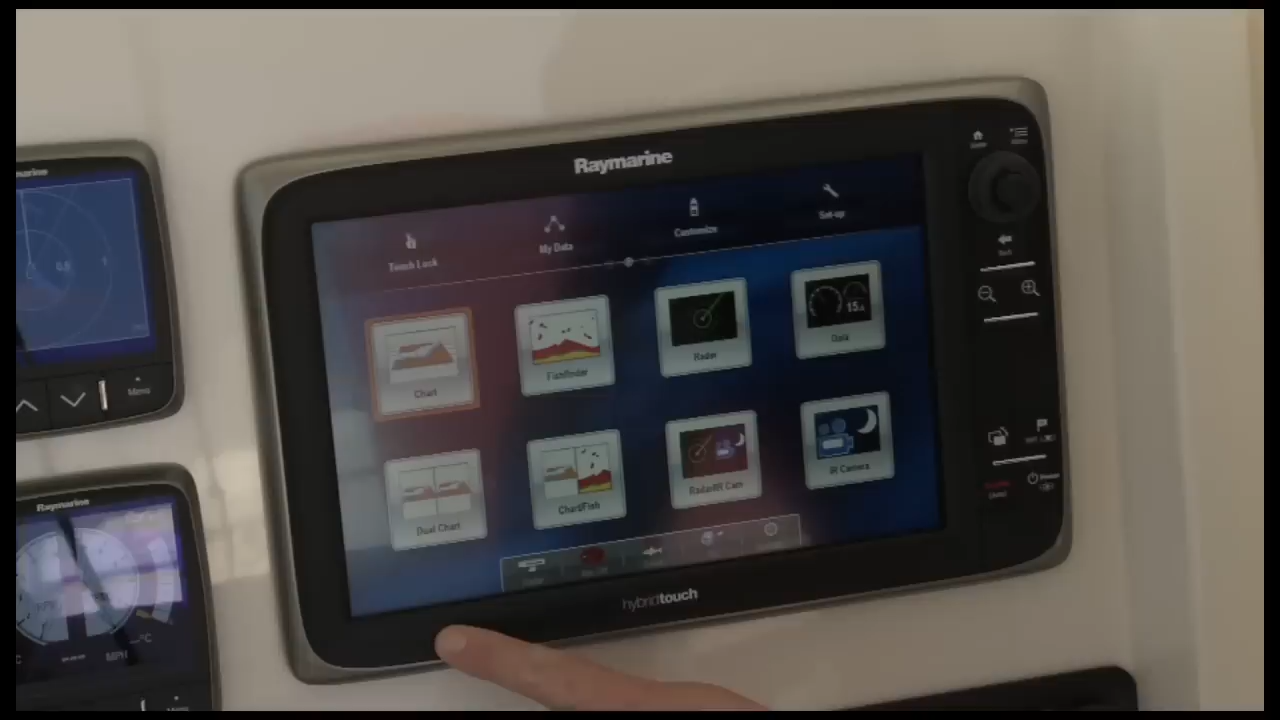 Raymarine
Touch Lock
My Data
Customize
Set-up
Chart
Fishfinder
Radar
15.
Data
Dual Chart
Chart/Fish
Radar/IR Cam
IR Camera
hybridtouch
Menu
Raymarine
MPH
°C